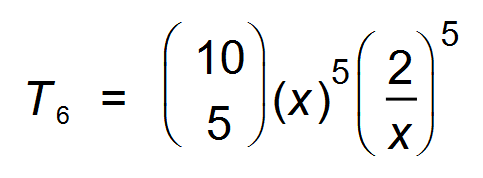 T₆ = (10 5)(x)⁵(2/x)⁵